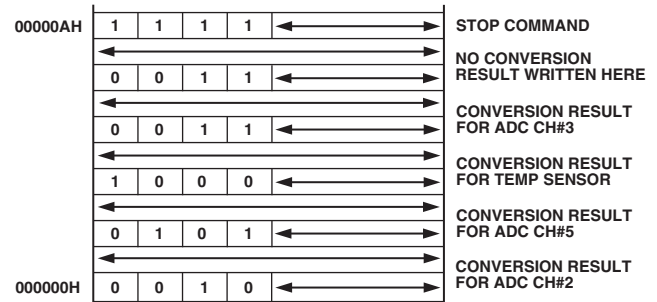 00000AH 1 1 1 1 STOP COMMAND
NO CONVERSION
0 0 1 1 RESULT WRITTEN HERE
CONVERSION RESULT
0 0 1 1 FOR ADC CH#3
CONVERSION RESULT
1 0 0 0 FOR TEMP SENSOR
CONVERSION RESULT
0 1 0 1 FOR ADC CH#5
CONVERSION RESULT
000000H 0 0 1 0 FOR ADC CH#2